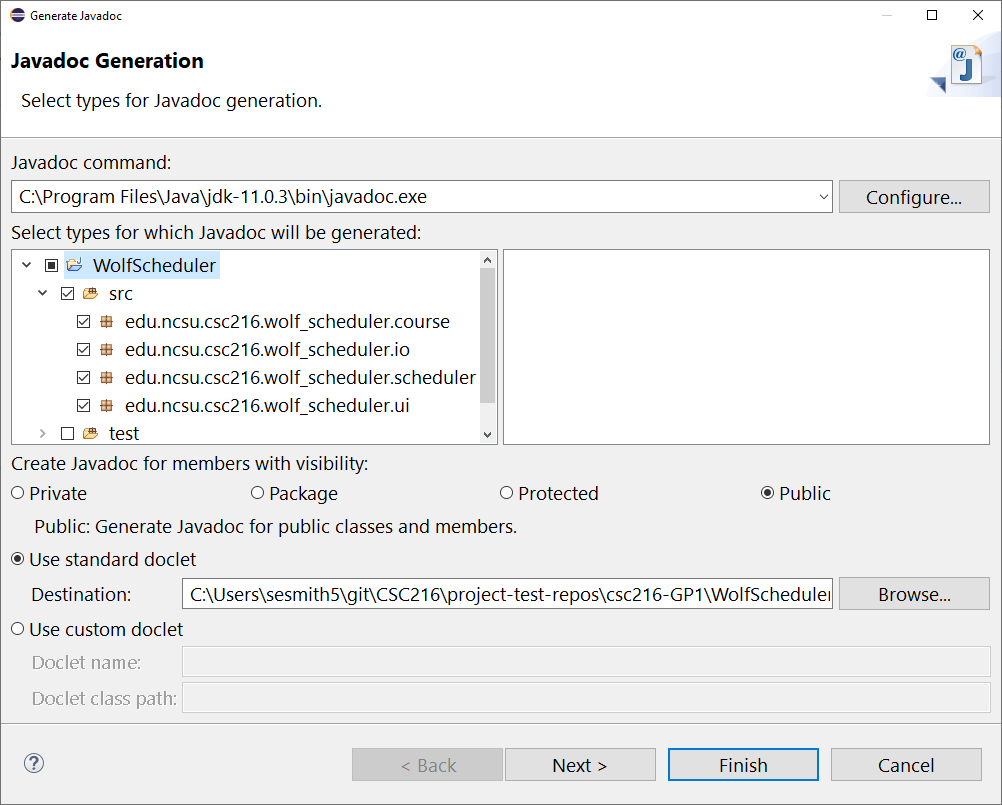 Generate Javadoc
Javadoc Generation
Select types for Javadoc generation.
@
J
Javadoc command:
C:\Program Files\Java\jdk-11.0.3\bin\javadoc.exe
Configure...
Select types for which Javadoc will be generated:
WolfScheduler
src
edu.ncsu.csc216.wolf_scheduler.course
edu.ncsu.csc216.wolf_scheduler.io
edu.ncsu.csc216.wolf_scheduler.scheduler
edu.ncsu.csc216.wolf_scheduler.ui
test
Create Javadoc for members with visibility:
Private Package Protected Public
Public: Generate Javadoc for public classes and members.
Use standard doclet
Destination: C:\Users\sesmith5\git\CSC216\project-test-repos\csc216-GP1\WolfScheduler Browse...
Use custom doclet
Doclet name:
Doclet class path:
? < Back Next > Finish Cancel